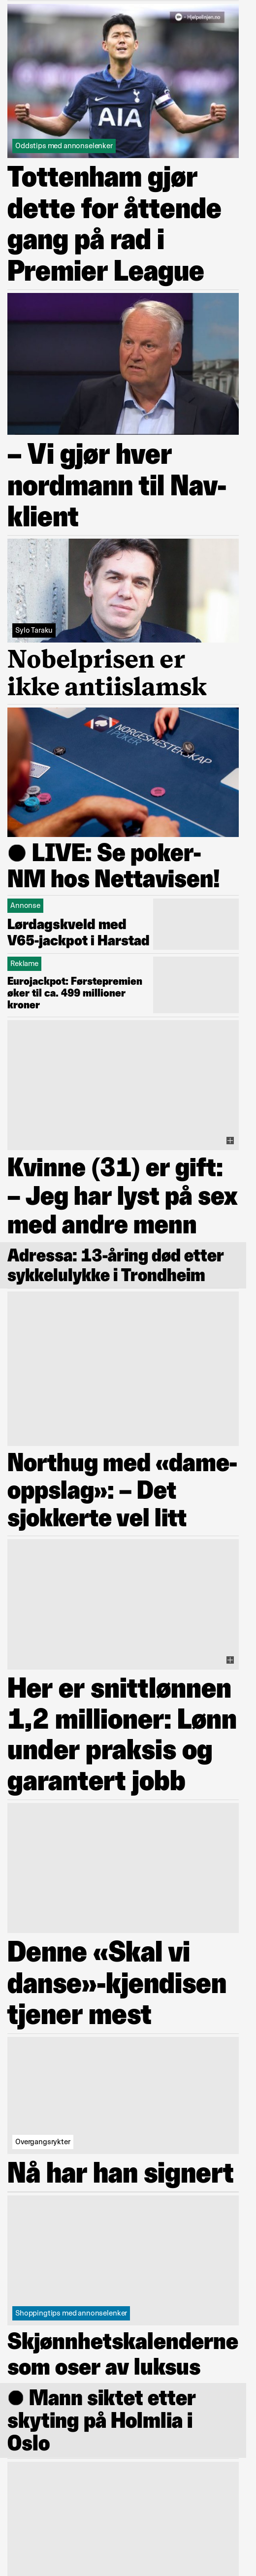 Hjelpelinjen.no
AIA
Oddstips med annonselenker
Tottenham gjør
dette for åttende
gang på rad i
Premier League
– Vi gjør hver
nordmann til Nav-
klient
Sylo Taraku
Nobelprisen er
ikke antiislamsk
NORGESMESTERSKAP
POKER
● LIVE: Se poker-
NM hos Nettavisen!
Annonse
Lørdagskveld med
V65-jackpot i Harstad
Reklame
Eurojackpot: Førstepremien
øker til ca. 499 millioner
kroner
Kvinne (31) er gift:
– Jeg har lyst på sex
med andre menn
Adressa: 13-åring død etter
sykkelulykke i Trondheim
Northug med «dame-
oppslag»: – Det
sjokkerte vel litt
Her er snittlønnen
1,2 millioner: Lønn
under praksis og
garantert jobb
Denne «Skal vi
danse»-kjendisen
tjener mest
Overgangsrykter
Nå har han signert
Shoppingtips med annonselenker
Skjønnhetskalenderne
som oser av luksus
● Mann siktet etter
skyting på Holmlia i
Oslo